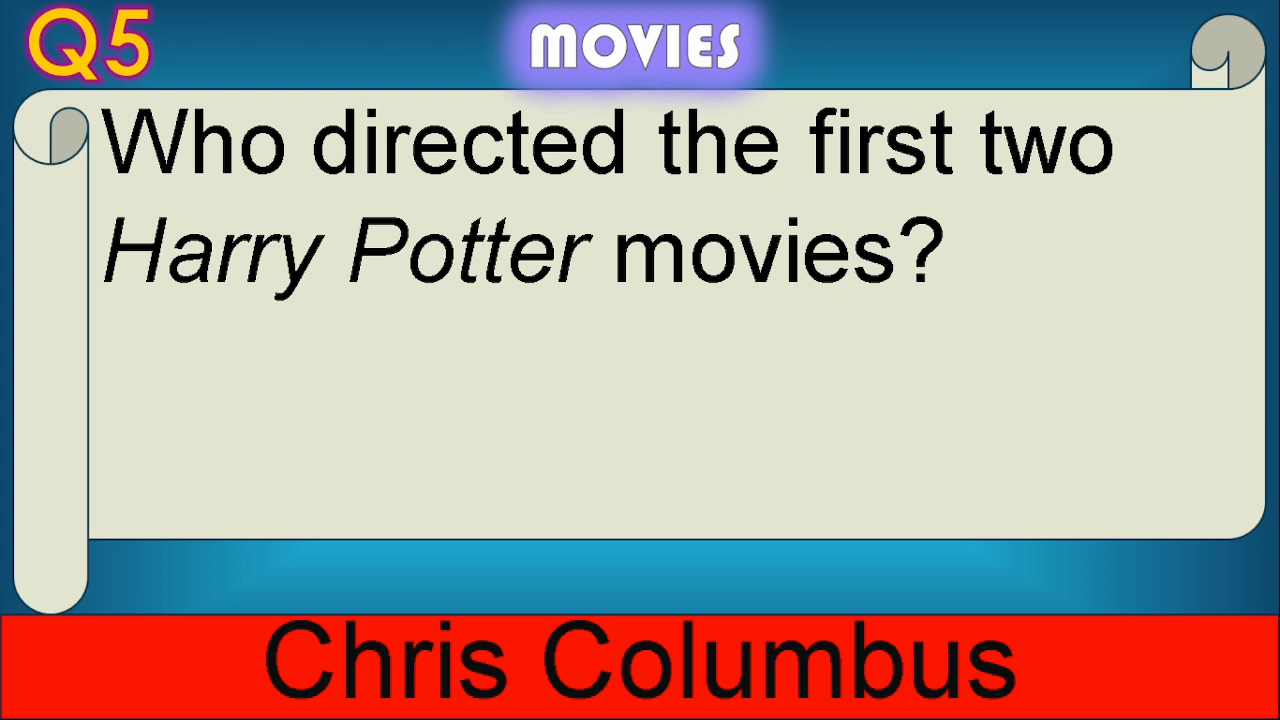 Q5
MOVIES
Who directed the first two
Harry Potter movies?
Chris Columbus